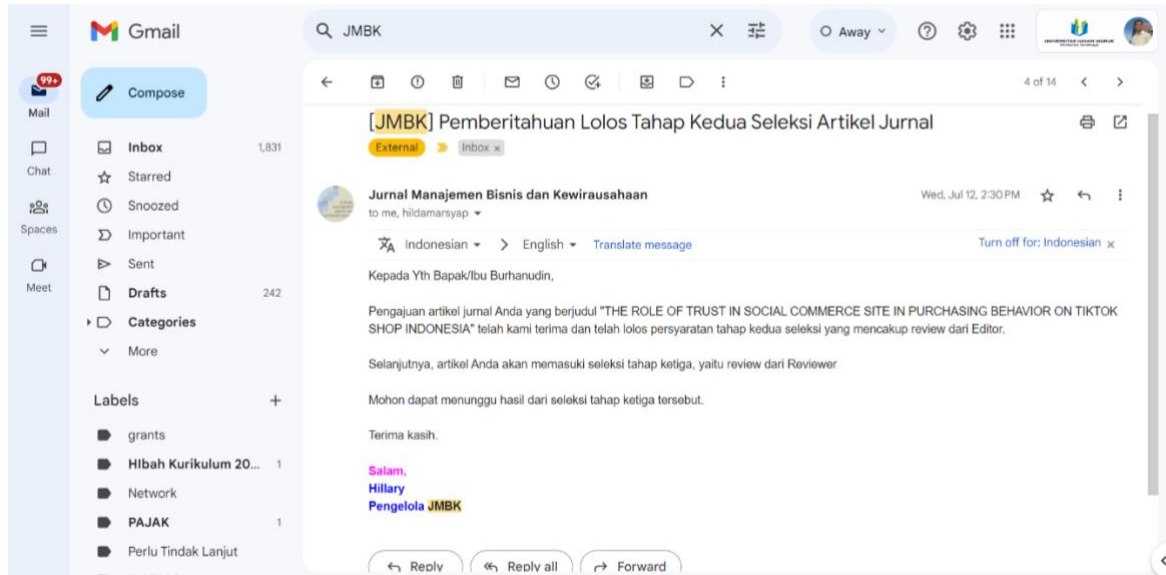 Gmail
JMBK
Away
99+
Mail
Compose
4 of 14
[JMBK] Pemberitahuan Lolos Tahap Kedua Seleksi Artikel Jurnal
External
Inbox x
Inbox 1,831
Chat
Starred
Jurnal Manajemen Bisnis dan Kewirausahaan
Wed, Jul 12, 2:30 PM
to me, hildamarsyap
Snoozed
Spaces
Important
Indonesian > English Translate message
Turn off for: Indonesian x
Sent
Meet
Kepada Yth Bapak/Ibu Burhanudin,
Drafts 242
Categories
Pengajuan artikel jurnal Anda yang berjudul "THE ROLE OF TRUST IN SOCIAL COMMERCE SITE IN PURCHASING BEHAVIOR ON TIKTOK
SHOP INDONESIA" telah kami terima dan telah lolos persyaratan tahap kedua seleksi yang mencakup review dari Editor.
More
Selanjutnya, artikel Anda akan memasuki seleksi tahap ketiga, yaitu review dari Reviewer
Labels +
Mohon dapat menunggu hasil dari seleksi tahap ketiga tersebut.
grants
Terima kasih.
HIbah Kurikulum 20... 1
Salam,
Network
Hillary
Pengelola JMBK
PAJAK 1
Perlu Tindak Lanjut
Reply
Reply all
Forward